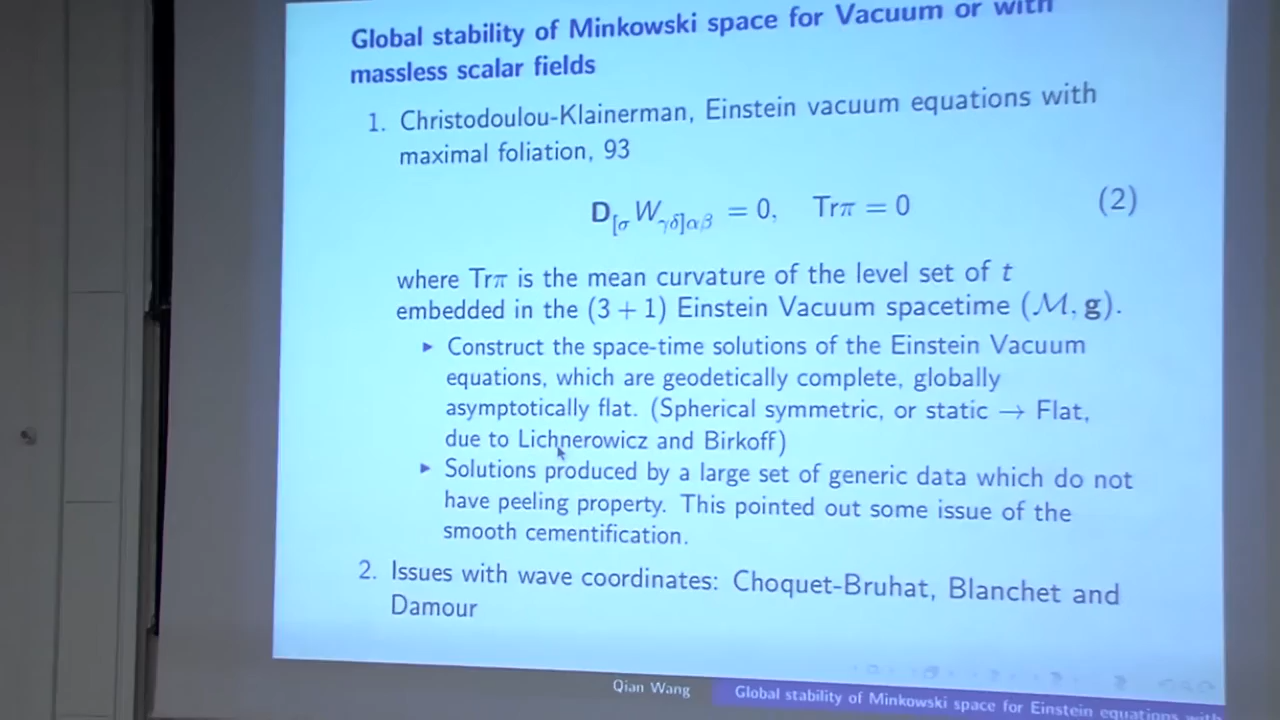 Global stability of Minkowski space for Vacuum or with
massless scalar fields
1. Christodoulou-Klainerman, Einstein vacuum equations with
maximal foliation, 93
D[σWγδ]αβ = 0, Trπ = 0 (2)
where Trπ is the mean curvature of the level set of t
embedded in the (3 + 1) Einstein Vacuum spacetime (M, g).
▸ Construct the space-time solutions of the Einstein Vacuum
equations, which are geodetically complete, globally
asymptotically flat. (Spherical symmetric, or static → Flat,
due to Lichnerowicz and Birkoff)
▸ Solutions produced by a large set of generic data which do not
have peeling property. This pointed out some issue of the
smooth cementification.
2. Issues with wave coordinates: Choquet-Bruhat, Blanchet and
Damour
Qian Wang Global stability of Minkowski space for Einstein equations with